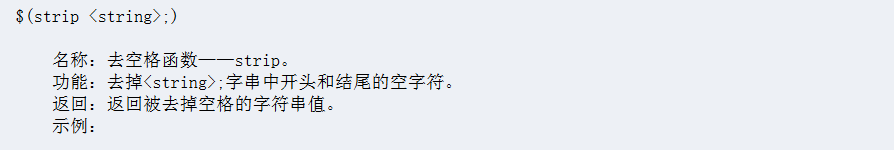 $(strip <string>;)
名称：去空格函数——strip。
功能：去掉<string>;字串中开头和结尾的空字符。
返回：返回被去掉空格的字符串值。
示例：